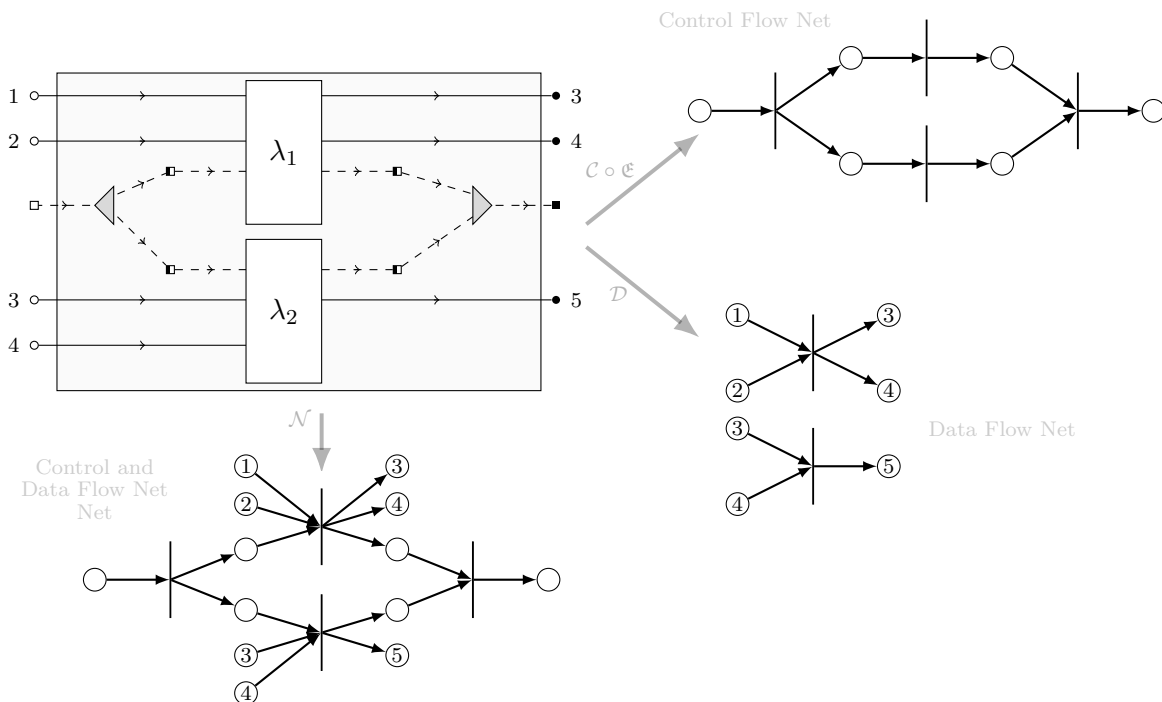 Control Flow Net
1
3
2
4
λ₁
𝒞 ∘ 𝔈
3
5
λ₂
4
𝒟
1
3
2
4
3
5
4
Data Flow Net
𝒩
Control and
Data Flow Net
Net
1
3
2
4
3
5
4